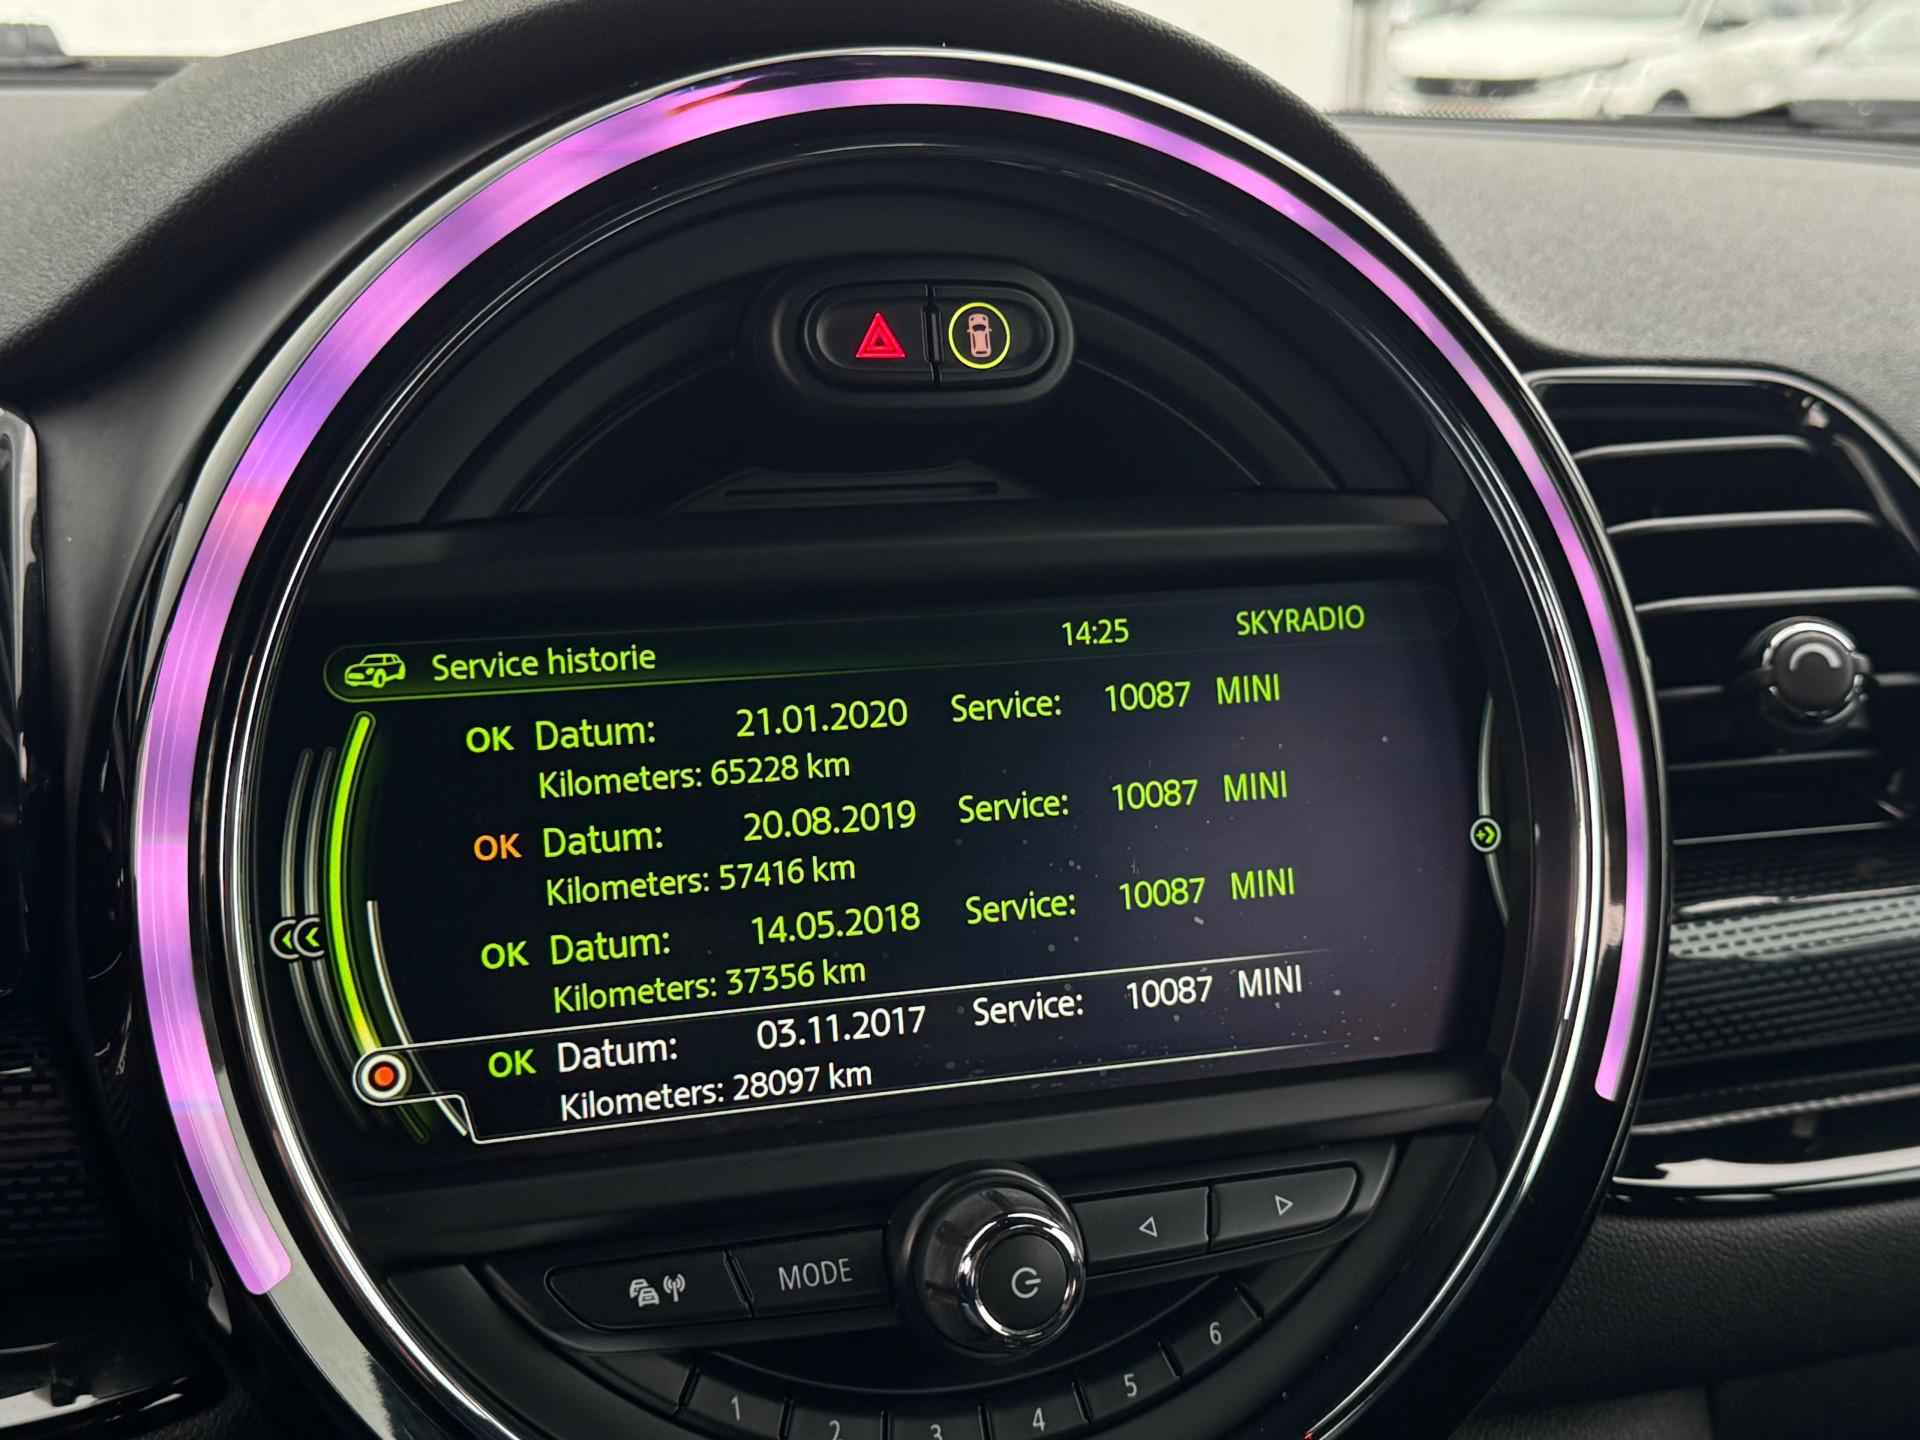 Service historie 14:25 SKYRADIO
OK Datum: 21.01.2020 Service: 10087 MINI
Kilometers: 65228 km
OK Datum: 20.08.2019 Service: 10087 MINI
Kilometers: 57416 km
OK Datum: 14.05.2018 Service: 10087 MINI
Kilometers: 37356 km
OK Datum: 03.11.2017 Service: 10087 MINI
Kilometers: 28097 km
MODE
1 2 3 4 5 6